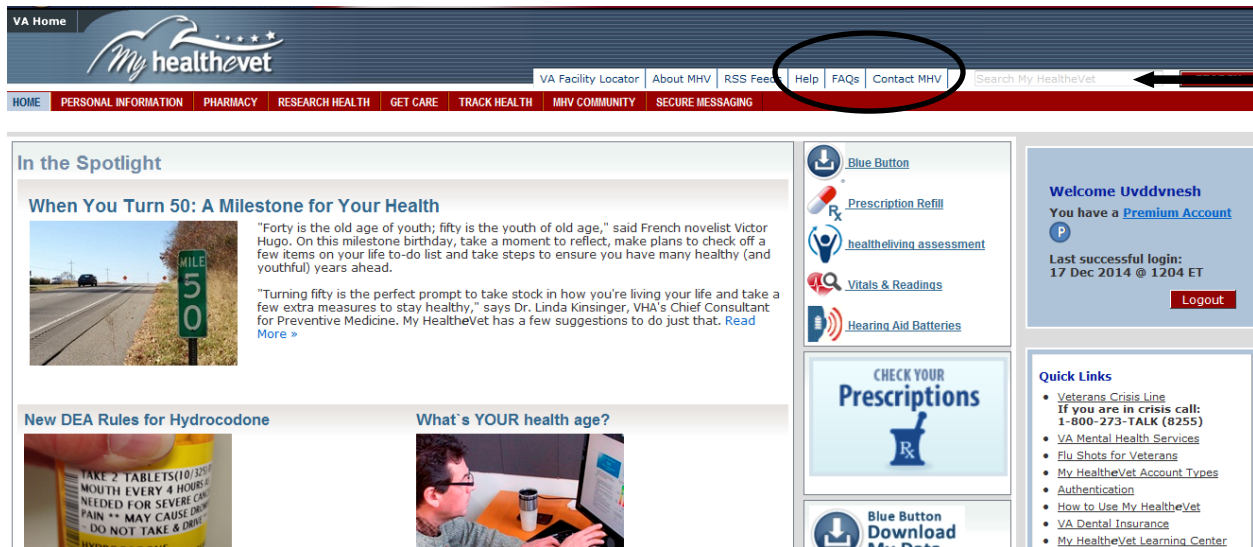 VA Home
My healthevet
VA Facility Locator About MHV RSS Feeds Help FAQs Contact MHV Search My HealtheVet
HOME PERSONAL INFORMATION PHARMACY RESEARCH HEALTH GET CARE TRACK HEALTH MHV COMMUNITY SECURE MESSAGING
In the Spotlight
When You Turn 50: A Milestone for Your Health
MILE
5
0
"Forty is the old age of youth; fifty is the youth of old age," said French novelist Victor
Hugo. On this milestone birthday, take a moment to reflect, make plans to check off a
few items on your life to-do list and take steps to ensure you have many healthy (and
youthful) years ahead.
"Turning fifty is the perfect prompt to take stock in how you're living your life and take a
few extra measures to stay healthy," says Dr. Linda Kinsinger, VHA's Chief Consultant
for Preventive Medicine. My HealtheVet has a few suggestions to do just that. Read
More »
New DEA Rules for Hydrocodone
TAKE 2 TABLETS(10/325)
MOUTH EVERY 4 HOURS
NEEDED FOR SEVERE
PAIN ** MAY CAUSE
- DO NOT TAKE & DRIVE
What`s YOUR health age?
Blue Button
Rx
Prescription Refill
healtheliving assessment
Vitals & Readings
Hearing Aid Batteries
CHECK YOUR
Prescriptions
Rx
Blue Button
Download
My Data
Welcome Uvddvnesh
You have a Premium Account
P
Last successful login:
17 Dec 2014 @ 1204 ET
Logout
Quick Links
Veterans Crisis Line
If you are in crisis call:
1-800-273-TALK (8255)
VA Mental Health Services
Flu Shots for Veterans
My HealtheVet Account Types
Authentication
How to Use My HealtheVet
VA Dental Insurance
My HealtheVet Learning Center